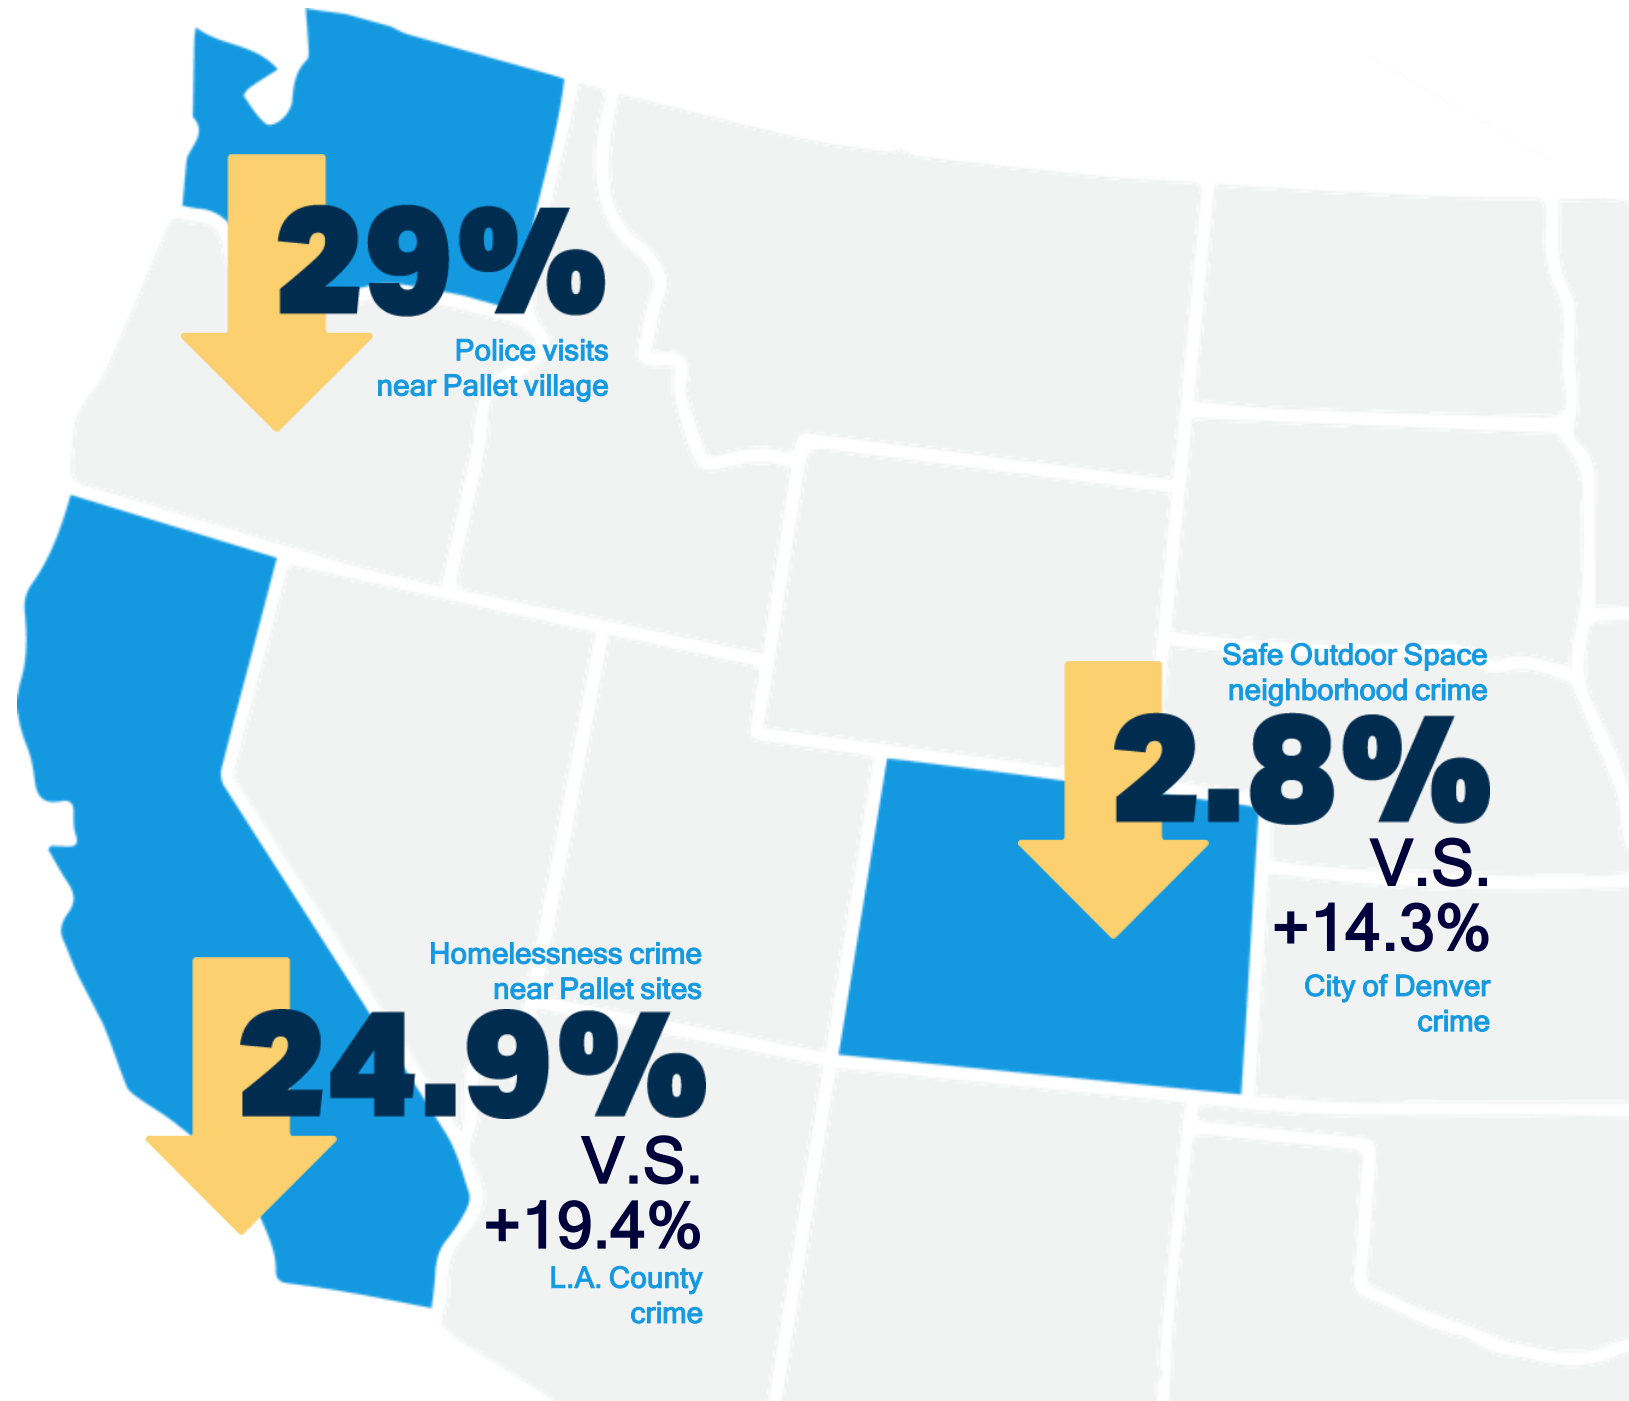 29%
Police visits
near Pallet village
Safe Outdoor Space
neighborhood crime
2.8%
V.S.
+14.3%
City of Denver
crime
Homelessness crime
near Pallet sites
24.9%
V.S.
+19.4%
L.A. County
crime